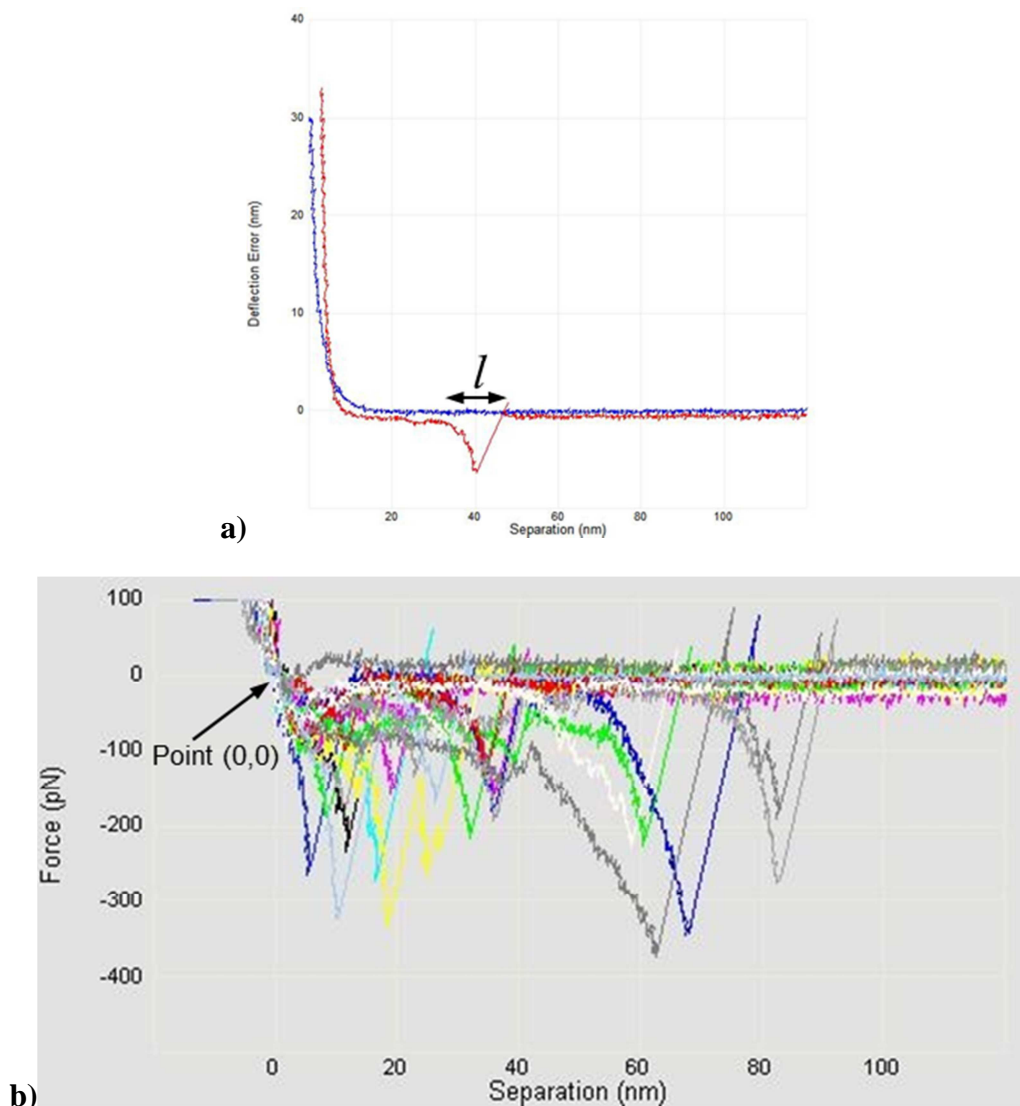 40
30
20
10
0
Deflection Error (nm)
l
20 40 60 80 100
Separation (nm)
a)
100
0
-100
-200
-300
-400
Force (pN)
Point (0,0)
0 20 40 60 80 100
Separation (nm)
b)